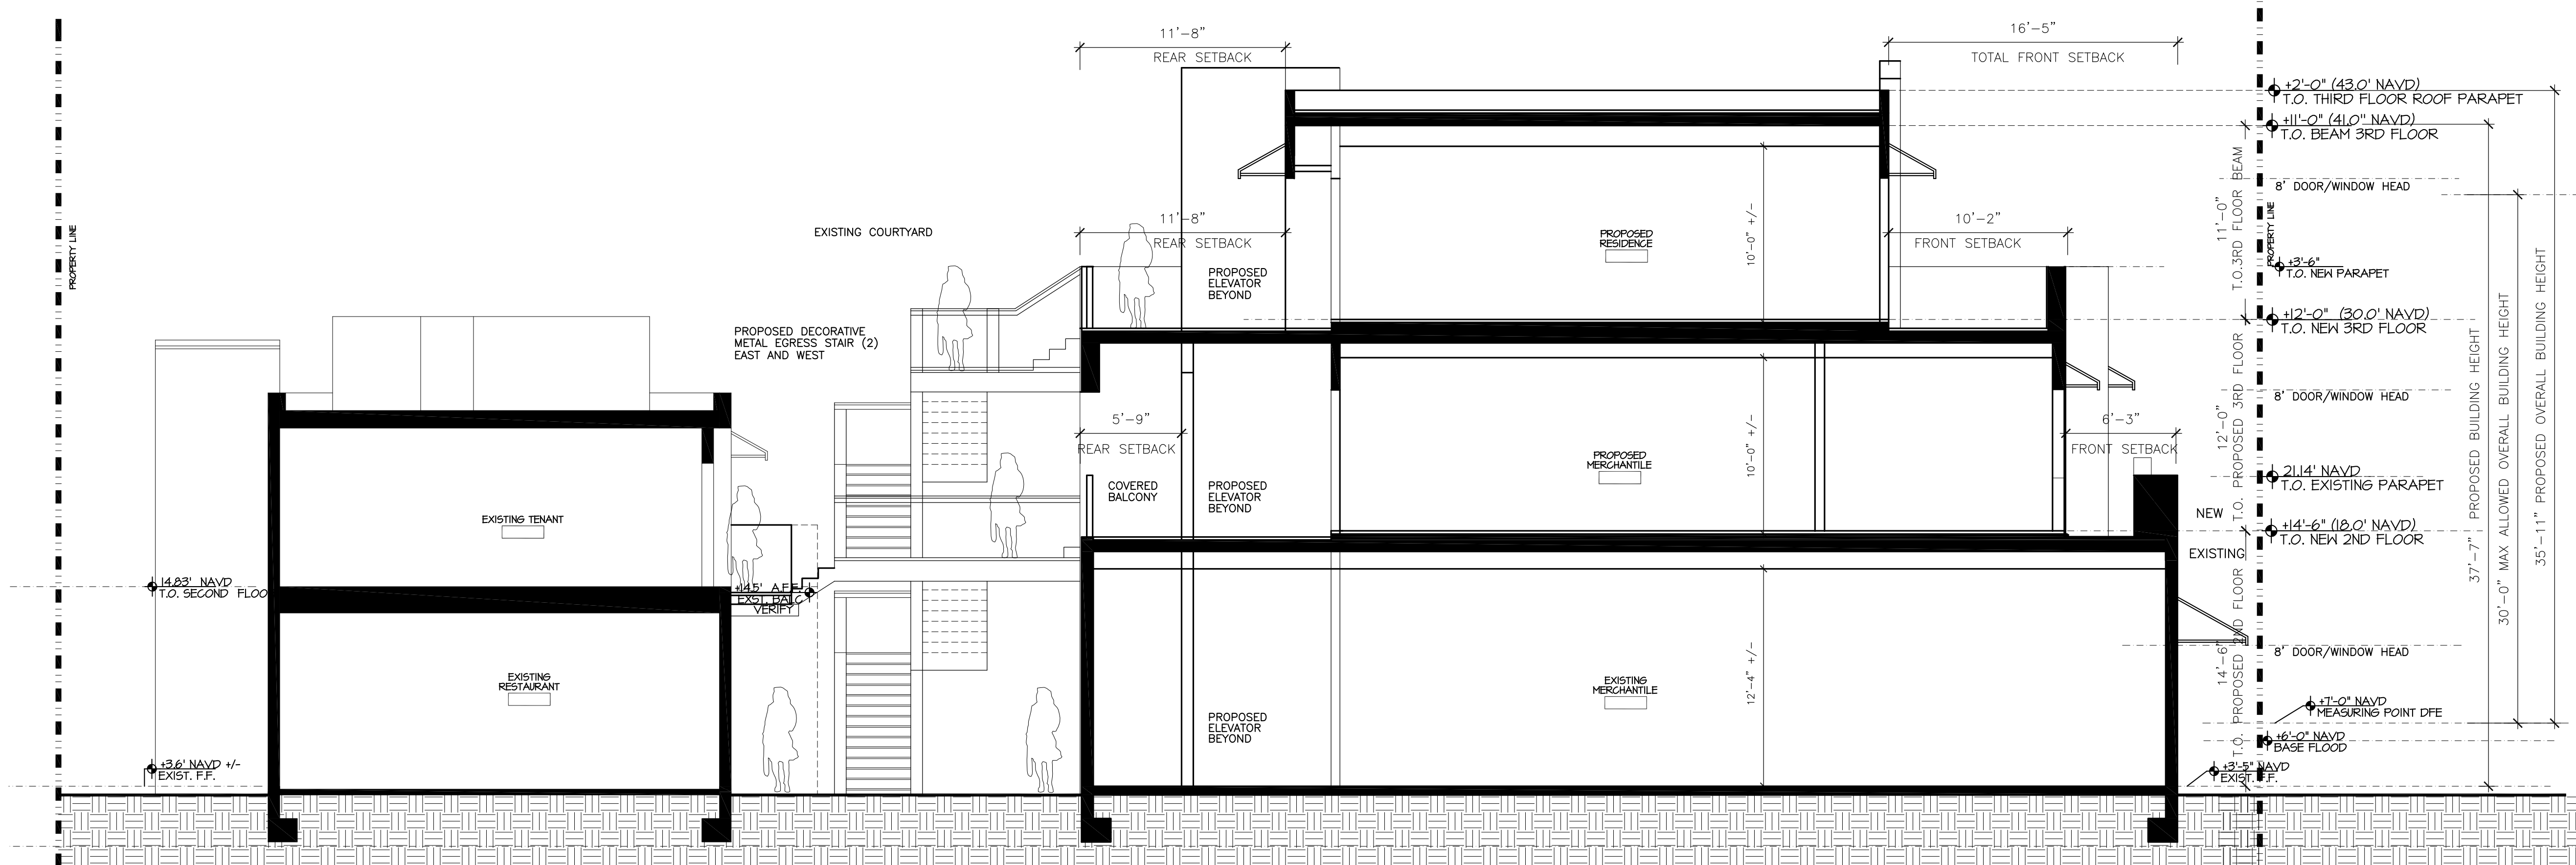 11'-8"
REAR SETBACK
16'-5"
TOTAL FRONT SETBACK
+2'-0" (43.0' NAVD)
T.O. THIRD FLOOR ROOF PARAPET
+11'-0" (41.0" NAVD)
T.O. BEAM 3RD FLOOR
8' DOOR/WINDOW HEAD
PROPERTY LINE
PROPERTY LINE
EXISTING COURTYARD
11'-8"
REAR SETBACK
PROPOSED
RESIDENCE
10'-0" +/-
10'-2"
FRONT SETBACK
11'-0"
T.O.3RD FLOOR BEAM
+3'-6"
T.O. NEW PARAPET
PROPOSED
ELEVATOR
BEYOND
PROPOSED DECORATIVE
METAL EGRESS STAIR (2)
EAST AND WEST
+12'-0" (30.0' NAVD)
T.O. NEW 3RD FLOOR
37'-7" PROPOSED BUILDING HEIGHT
30'-0" MAX ALLOWED OVERALL BUILDING HEIGHT
35'-11" PROPOSED OVERALL BUILDING HEIGHT
8' DOOR/WINDOW HEAD
5'-9"
REAR SETBACK
PROPOSED
MERCHANTILE
10'-0" +/-
6'-3"
FRONT SETBACK
12'-0"
T.O. PROPOSED 3RD FLOOR
COVERED
BALCONY
PROPOSED
ELEVATOR
BEYOND
21.14' NAVD
T.O. EXISTING PARAPET
EXISTING TENANT
NEW
EXISTING
+14'-6" (18.0' NAVD)
T.O. NEW 2ND FLOOR
14.83' NAVD
T.O. SECOND FLOO
+14.5' A.F.F.
EXST. BALC
VERIFY
14'-6"
T.O. PROPOSED 2ND FLOOR
8' DOOR/WINDOW HEAD
EXISTING
RESTAURANT
EXISTING
MERCHANTILE
12'-4" +/-
PROPOSED
ELEVATOR
BEYOND
+7'-0" NAVD
MEASURING POINT DFE
+6'-0" NAVD
BASE FLOOD
+3.6' NAVD +/-
EXIST. F.F.
+3'-5" NAVD
EXIST. F.F.